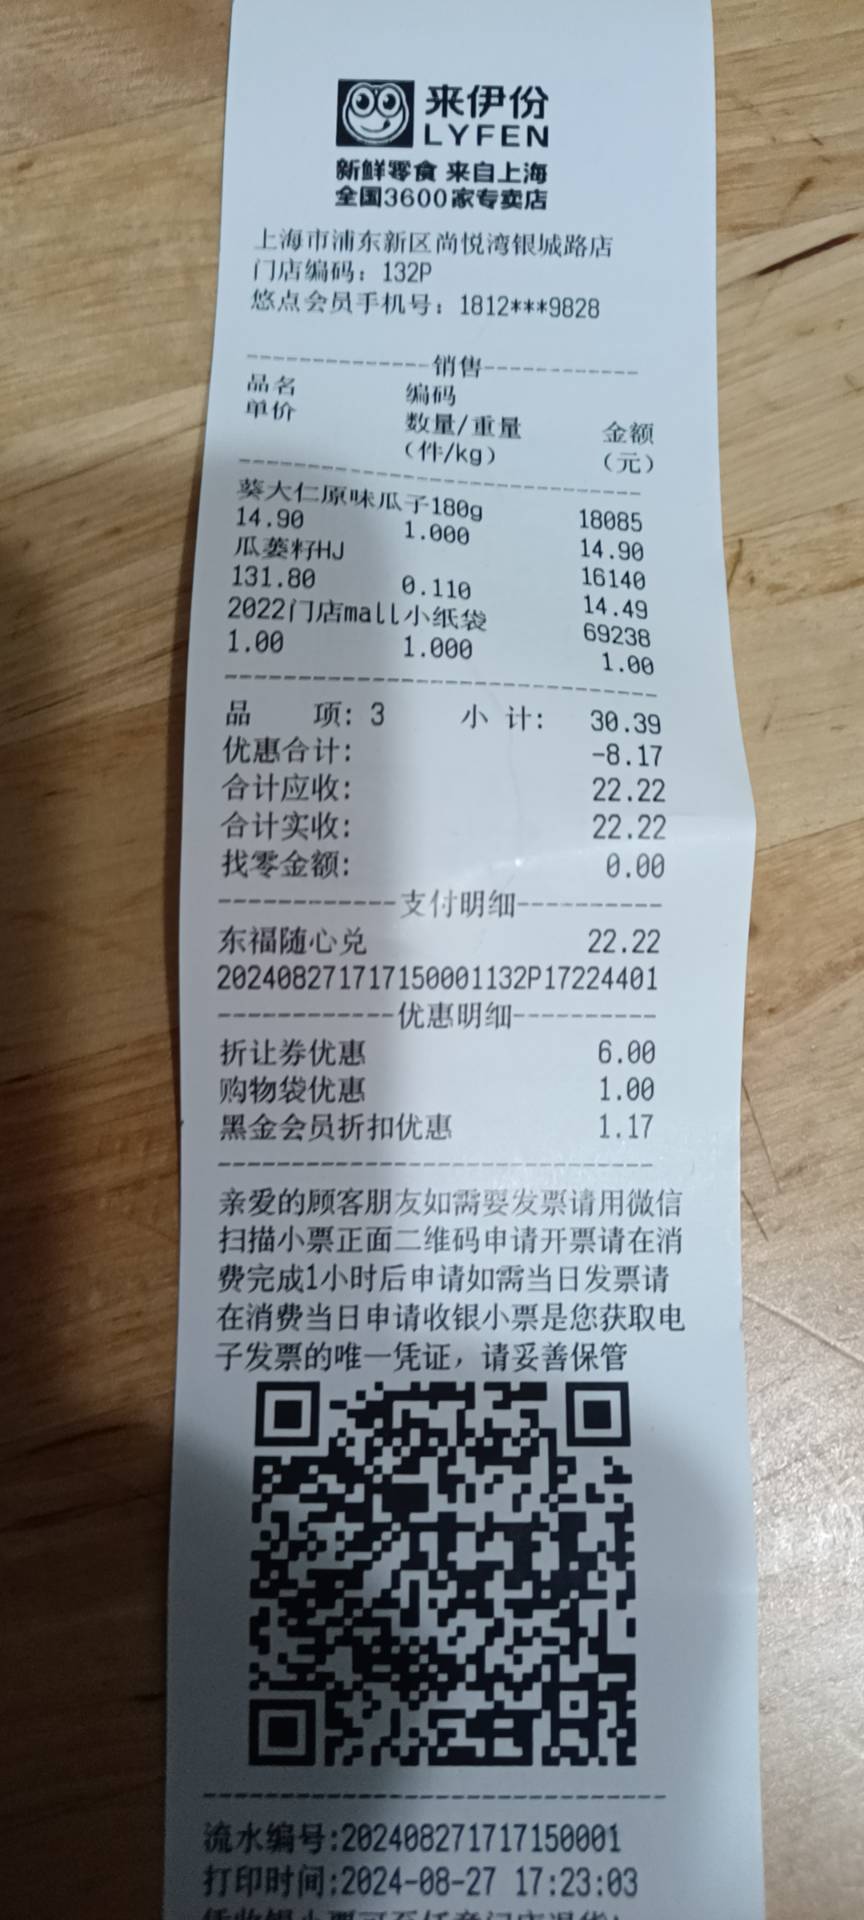 来伊份
LYFEN
新鲜零食 来自上海
全国3600家专卖店
上海市浦东新区尚悦湾银城路店
门店编码：132P
悠点会员手机号：1812***9828
------------销售------------
品名 编码
单价 数量/重量 金额
(件/kg) (元)
葵大仁原味瓜子180g 18085
14.90 1.000 14.90
瓜蒌籽HJ 16140
131.80 0.110 14.49
2022门店mall小纸袋 69238
1.00 1.000 1.00
品 项: 3 小 计: 30.39
优惠合计: -8.17
合计应收: 22.22
合计实收: 22.22
找零金额: 0.00
------------支付明细------------
东福随心兑 22.22
202408271717150001132P17224401
------------优惠明细------------
折让券优惠 6.00
购物袋优惠 1.00
黑金会员折扣优惠 1.17
亲爱的顾客朋友如需要发票请用微信
扫描小票正面二维码申请开票请在消
费完成1小时后申请如需当日发票请
在消费当日申请收银小票是您获取电
子发票的唯一凭证，请妥善保管
流水编号:202408271717150001
打印时间:2024-08-27 17:23:03